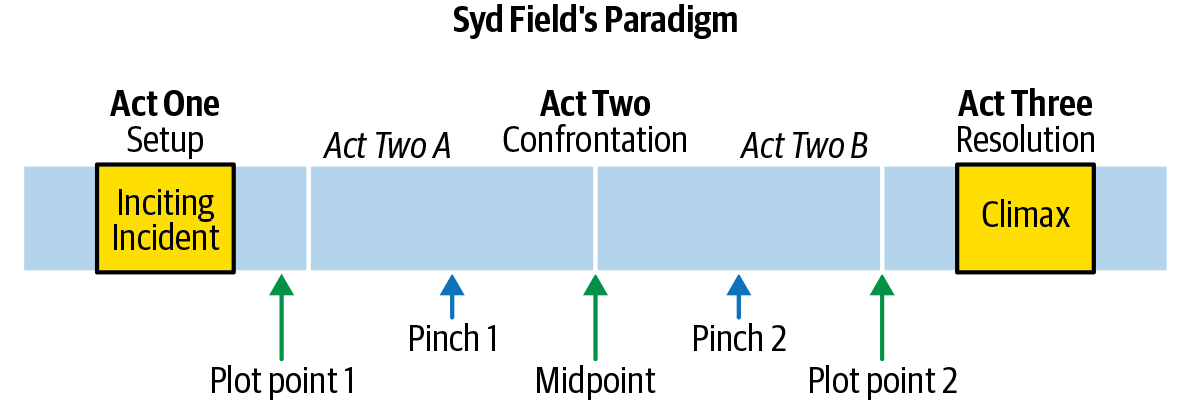 Syd Field's Paradigm
Act One
Setup
Act Two A
Act Two
Confrontation
Act Two B
Act Three
Resolution
Inciting
Incident
Climax
Pinch 1
Pinch 2
Plot point 1
Midpoint
Plot point 2